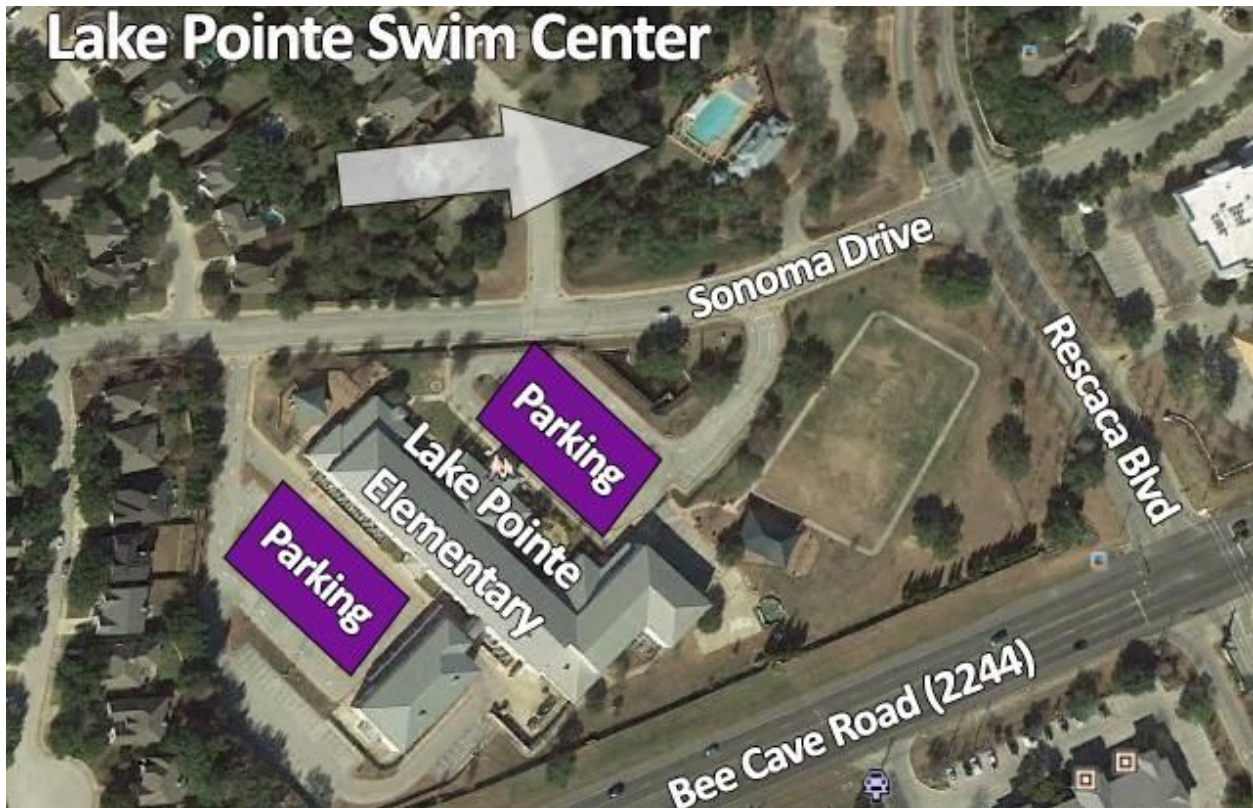 Lake Pointe Swim Center
Sonoma Drive
Rescaca Blvd
Parking
Lake Pointe
Elementary
Parking
Bee Cave Road (2244)